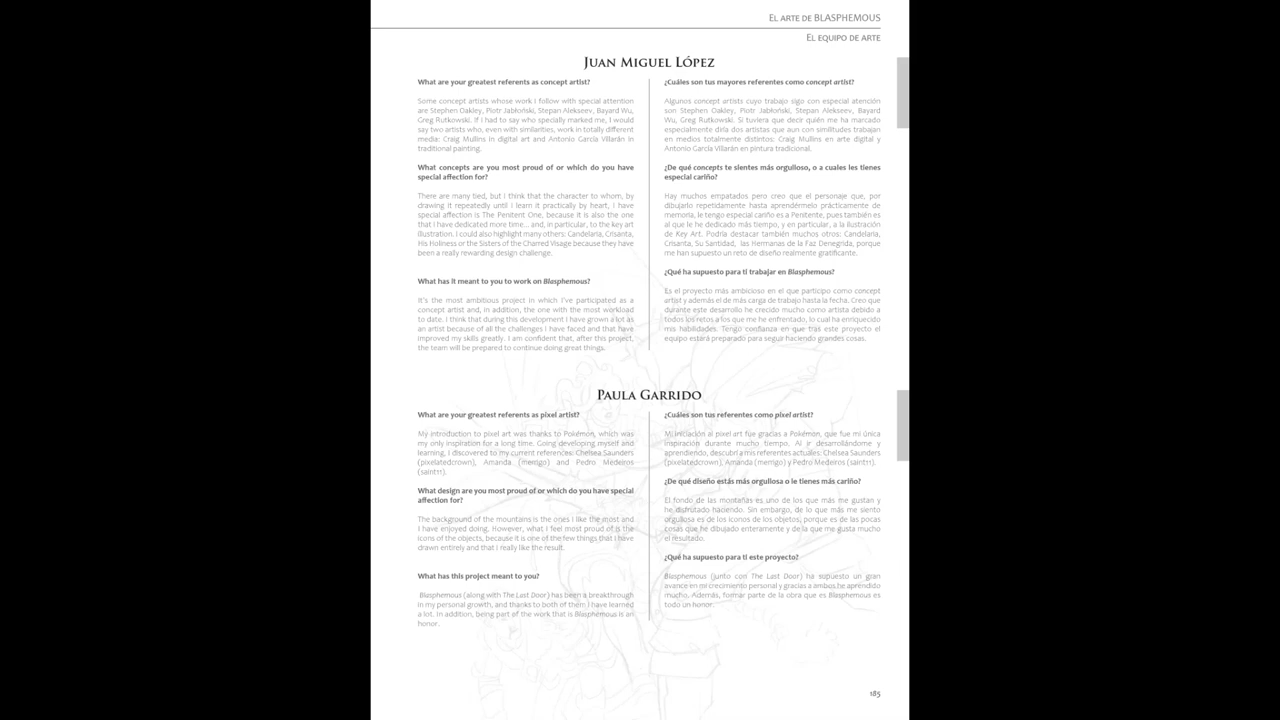 El arte de BLASPHEMOUS
El equipo de arte
Juan Miguel López
What are your greatest referents as concept artist?
Some concept artists whose work I follow with special attention
are Stephen Oakley, Piotr Jabłoński, Stepan Alekseev, Bayard Wu,
Greg Rutkowski. If I had to say who specially marked me, I would
say two artists who, even with similarities, work in totally different
media: Craig Mullins in digital art and Antonio García Villarán in
traditional painting.
What concepts are you most proud of or which do you have
special affection for?
There are many tied, but I think that the character to whom, by
drawing it repeatedly until I learn it practically by heart, I have
special affection is The Penitent One, because it is also the one
that I have dedicated more time... and, in particular, to the key art
illustration. I could also highlight many others: Candelaria, Crisanta,
His Holiness or the Sisters of the Charred Visage because they have
been a really rewarding design challenge.
What has it meant to you to work on Blasphemous?
It's the most ambitious project in which I've participated as a
concept artist and, in addition, the one with the most workload
to date. I think that during this development I have grown a lot as
an artist because of all the challenges I have faced and that have
improved my skills greatly. I am confident that, after this project,
the team will be prepared to continue doing great things.
¿Cuáles son tus mayores referentes como concept artist?
Algunos concept artists cuyo trabajo sigo con especial atención
son Stephen Oakley, Piotr Jabłoński, Stepan Alekseev, Bayard
Wu, Greg Rutkowski. Si tuviera que decir quién me ha marcado
especialmente diría dos artistas que aun con similitudes trabajan
en medios totalmente distintos: Craig Mullins en arte digital y
Antonio García Villarán en pintura tradicional.
¿De qué concepts te sientes más orgulloso, o a cuales les tienes
especial cariño?
Hay muchos empatados pero creo que el personaje que, por
dibujarlo repetidamente hasta aprendérmelo prácticamente de
memoria, le tengo especial cariño es a Penitente, pues también es
al que le he dedicado más tiempo, y en particular, a la ilustración
de Key Art. Podría destacar también muchos otros: Candelaria,
Crisanta, Su Santidad, las Hermanas de la Faz Denegrida, porque
me han supuesto un reto de diseño realmente gratificante.
¿Qué ha supuesto para ti trabajar en Blasphemous?
Es el proyecto más ambicioso en el que participo como concept
artist y además el de más carga de trabajo hasta la fecha. Creo que
durante este desarrollo he crecido mucho como artista debido a
todos los retos a los que me he enfrentado, lo cual ha enriquecido
mis habilidades. Tengo confianza en que tras este proyecto el
equipo estará preparado para seguir haciendo grandes cosas.
Paula Garrido
What are your greatest referents as pixel artist?
My introduction to pixel art was thanks to Pokémon, which was
my only inspiration for a long time. Going developing myself and
learning, I discovered to my current references: Chelsea Saunders
(pixelatedcrown), Amanda (merrigo) and Pedro Medeiros
(saint11).
What design are you most proud of or which do you have special
affection for?
The background of the mountains is the ones I like the most and
I have enjoyed doing. However, what I feel most proud of is the
icons of the objects, because it is one of the few things that I have
drawn entirely and that I really like the result.
What has this project meant to you?
Blasphemous (along with The Last Door) has been a breakthrough
in my personal growth, and thanks to both of them I have learned
a lot. In addition, being part of the work that is Blasphemous is an
honor.
¿Cuáles son tus referentes como pixel artist?
Mi iniciación al pixel art fue gracias a Pokémon, que fue mi única
inspiración durante mucho tiempo. Al ir desarrollándome y
aprendiendo, descubrí a mis referentes actuales: Chelsea Saunders
(pixelatedcrown), Amanda (merrigo) y Pedro Medeiros (saint11).
¿De qué diseño estás más orgullosa o le tienes más cariño?
El fondo de las montañas es uno de los que más me gustan y
he disfrutado haciendo. Sin embargo, de lo que más me siento
orgullosa es de los iconos de los objetos, porque es de las pocas
cosas que he dibujado enteramente y de la que me gusta mucho
el resultado.
¿Qué ha supuesto para ti este proyecto?
Blasphemous (junto con The Last Door) ha supuesto un gran
avance en mi crecimiento personal y gracias a ambos he aprendido
mucho. Además, formar parte de la obra que es Blasphemous es
todo un honor.
185